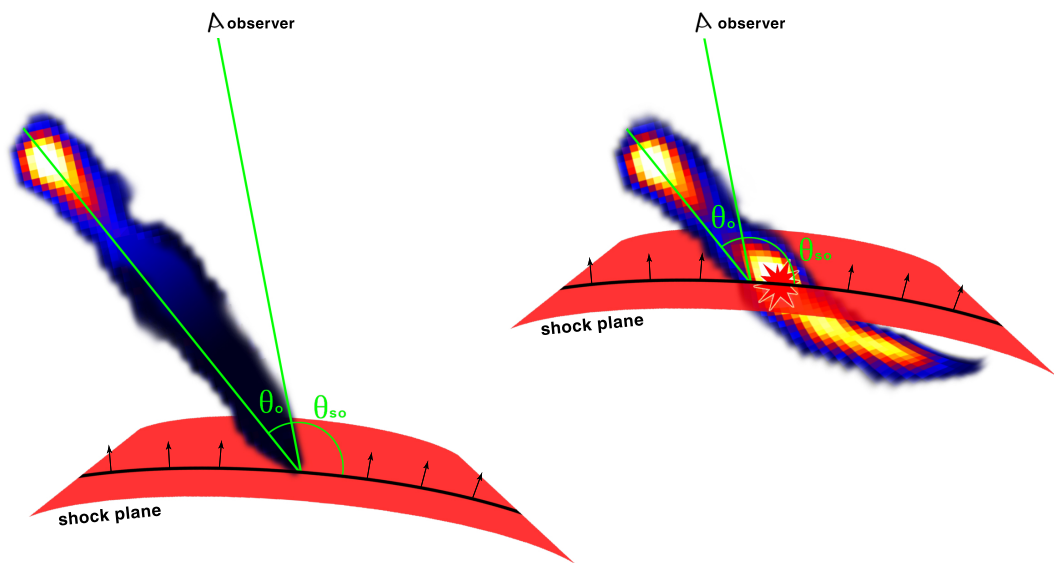 observer
observer
θo
θso
shock plane
θo
θso
shock plane